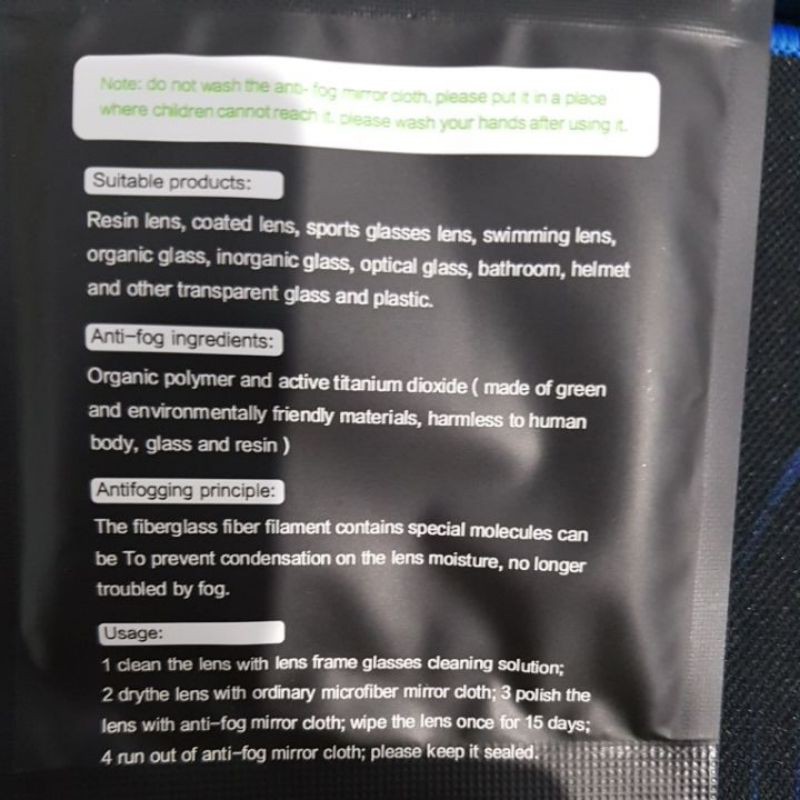 Note: do not wash the anti- fog mirror cloth, please put it in a place
where children cannot reach it. please wash your hands after using it.
Suitable products:
Resin lens, coated lens, sports glasses lens, swimming lens,
organic glass, inorganic glass, optical glass, bathroom, helmet
and other transparent glass and plastic.
Anti-fog ingredients:
Organic polymer and active titanium dioxide ( made of green
and environmentally friendly materials, harmless to human
body, glass and resin )
Antifogging principle:
The fiberglass fiber filament contains special molecules can
be To prevent condensation on the lens moisture, no longer
troubled by fog.
Usage:
1 clean the lens with lens frame glasses cleaning solution;
2 drythe lens with ordinary microfiber mirror cloth; 3 polish the
lens with anti-fog mirror cloth; wipe the lens once for 15 days;
4 run out of anti-fog mirror cloth; please keep it sealed.